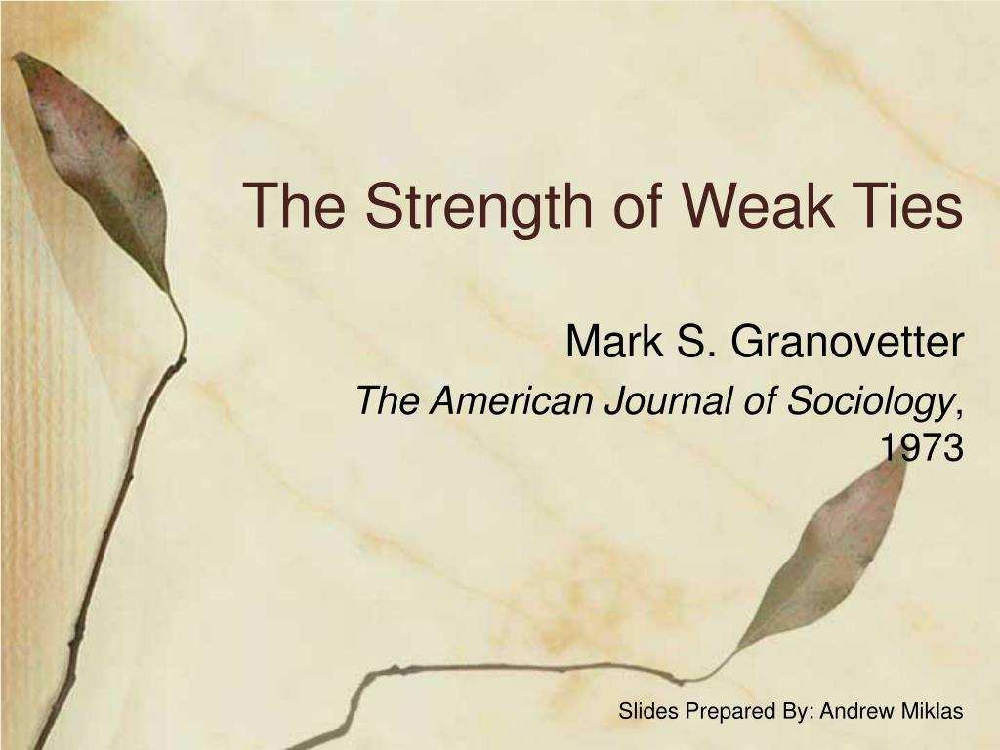 The Strength of Weak Ties
Mark S. Granovetter
The American Journal of Sociology,
1973
Slides Prepared By: Andrew Miklas